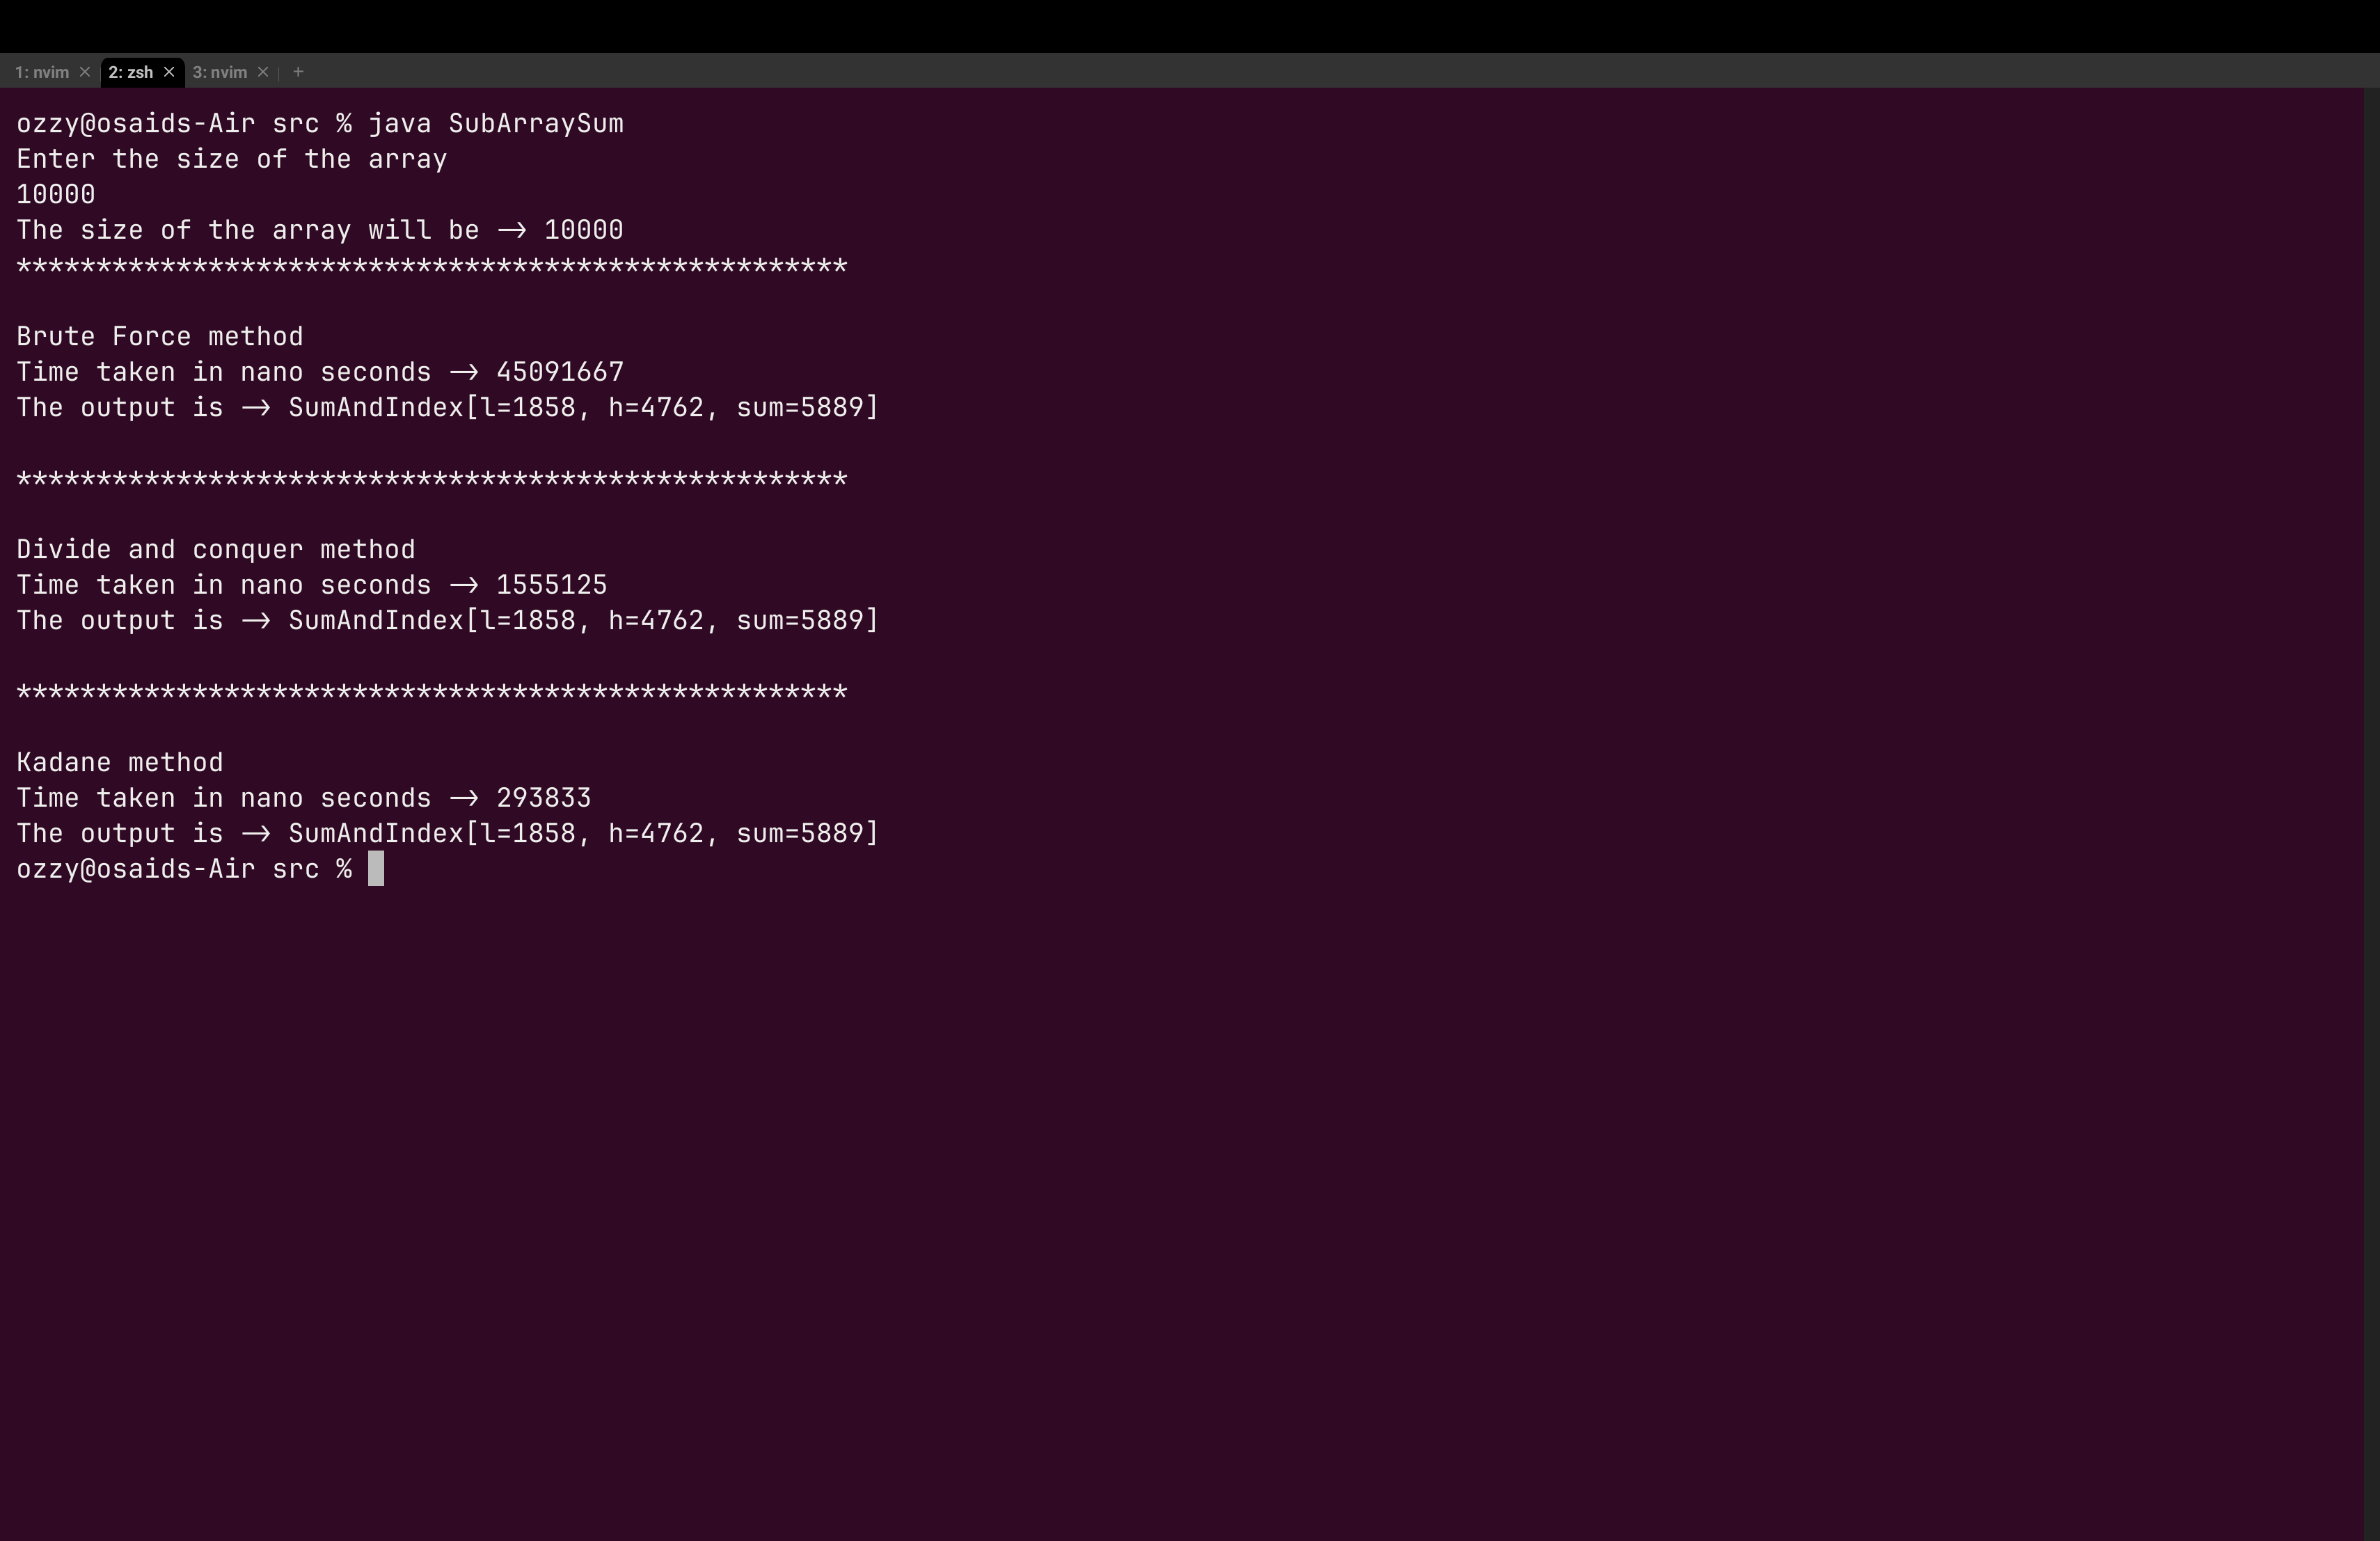 1: nvim × 2: zsh × 3: nvim × +
ozzy@osaids-Air src % java SubArraySum
Enter the size of the array
10000
The size of the array will be -> 10000
****************************************************

Brute Force method
Time taken in nano seconds -> 45091667
The output is -> SumAndIndex[l=1858, h=4762, sum=5889]

****************************************************

Divide and conquer method
Time taken in nano seconds -> 1555125
The output is -> SumAndIndex[l=1858, h=4762, sum=5889]

****************************************************

Kadane method
Time taken in nano seconds -> 293833
The output is -> SumAndIndex[l=1858, h=4762, sum=5889]
ozzy@osaids-Air src %